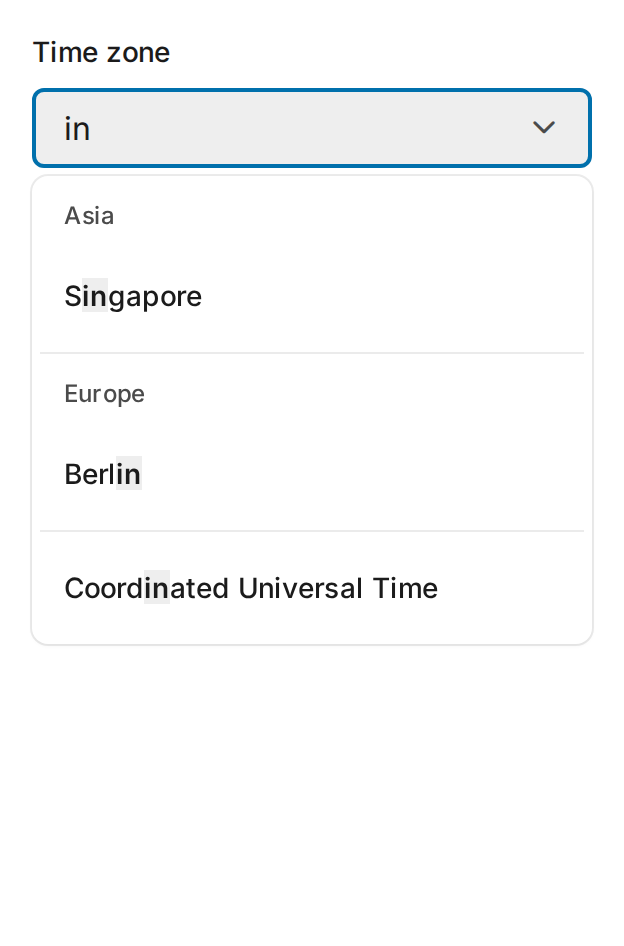 Time zone
in
Asia
Singapore
Europe
Berlin
Coordinated Universal Time